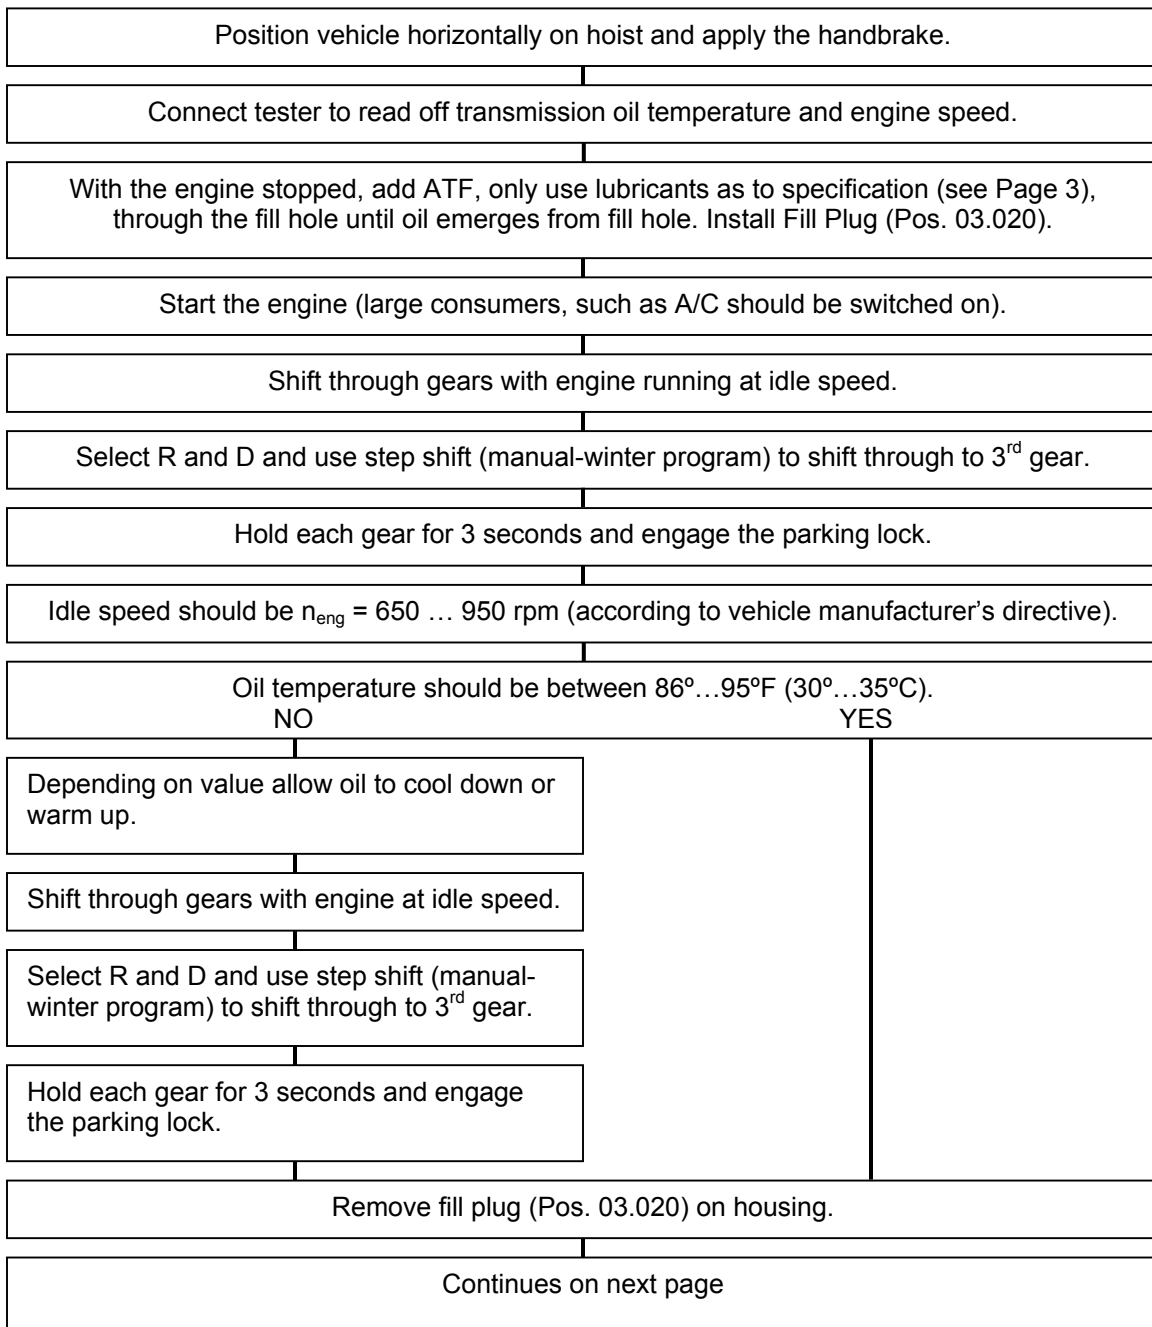 Position vehicle horizontally on hoist and apply the handbrake.
Connect tester to read off transmission oil temperature and engine speed.
With the engine stopped, add ATF, only use lubricants as to specification (see Page 3),
through the fill hole until oil emerges from fill hole. Install Fill Plug (Pos. 03.020).
Start the engine (large consumers, such as A/C should be switched on).
Shift through gears with engine running at idle speed.
Select R and D and use step shift (manual-winter program) to shift through to 3rd gear.
Hold each gear for 3 seconds and engage the parking lock.
Idle speed should be neng = 650 … 950 rpm (according to vehicle manufacturer’s directive).
Oil temperature should be between 86º…95ºF (30º…35ºC).
NO YES
Depending on value allow oil to cool down or
warm up.
Shift through gears with engine at idle speed.
Select R and D and use step shift (manual-
winter program) to shift through to 3rd gear.
Hold each gear for 3 seconds and engage
the parking lock.
Remove fill plug (Pos. 03.020) on housing.
Continues on next page